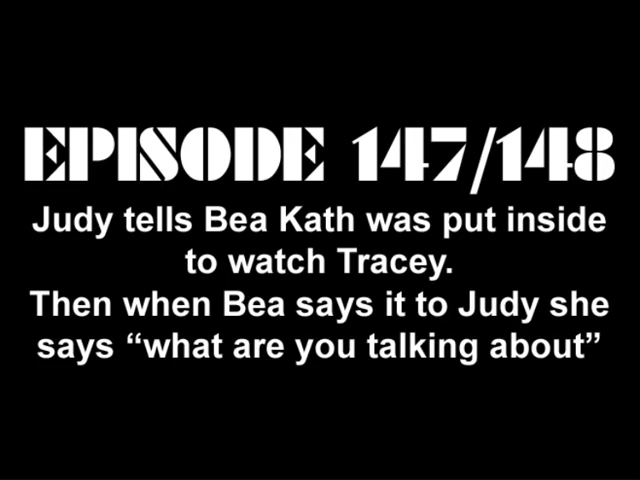 EPISODE 147/148
Judy tells Bea Kath was put inside
to watch Tracey.
Then when Bea says it to Judy she
says “what are you talking about”